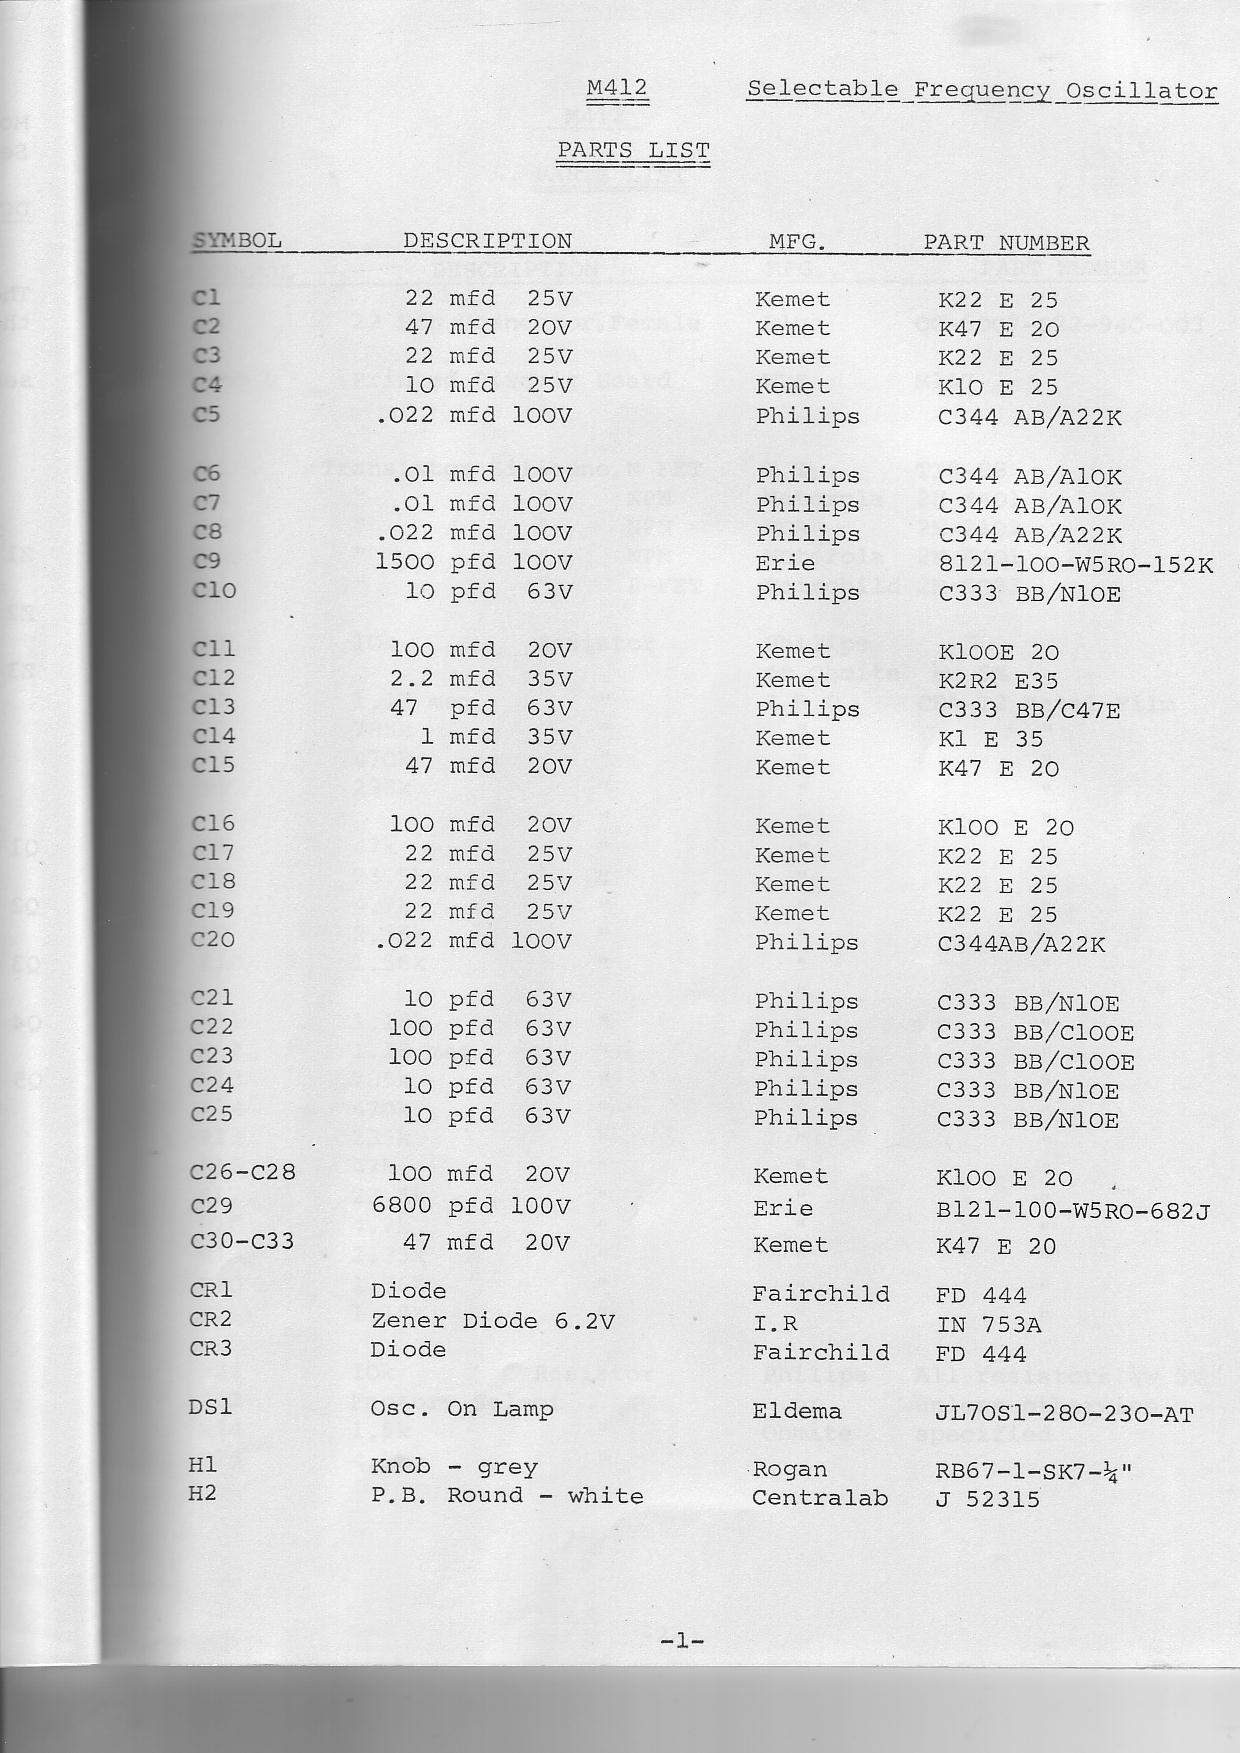 M412 Selectable Frequency Oscillator
PARTS LIST
SYMBOL DESCRIPTION MFG. PART NUMBER
C1 22 mfd 25V Kemet K22 E 25
C2 47 mfd 20V Kemet K47 E 20
C3 22 mfd 25V Kemet K22 E 25
C4 10 mfd 25V Kemet K10 E 25
C5 .022 mfd 100V Philips C344 AB/A22K
C6 .01 mfd 100V Philips C344 AB/A10K
C7 .01 mfd 100V Philips C344 AB/A10K
C8 .022 mfd 100V Philips C344 AB/A22K
C9 1500 pfd 100V Erie 8121-100-W5RO-152K
C10 10 pfd 63V Philips C333 BB/N10E
C11 100 mfd 20V Kemet K100E 20
C12 2.2 mfd 35V Kemet K2R2 E35
C13 47 pfd 63V Philips C333 BB/C47E
C14 1 mfd 35V Kemet K1 E 35
C15 47 mfd 20V Kemet K47 E 20
C16 100 mfd 20V Kemet K100 E 20
C17 22 mfd 25V Kemet K22 E 25
C18 22 mfd 25V Kemet K22 E 25
C19 22 mfd 25V Kemet K22 E 25
C20 .022 mfd 100V Philips C344AB/A22K
C21 10 pfd 63V Philips C333 BB/N10E
C22 100 pfd 63V Philips C333 BB/C100E
C23 100 pfd 63V Philips C333 BB/C100E
C24 10 pfd 63V Philips C333 BB/N10E
C25 10 pfd 63V Philips C333 BB/N10E
C26-C28 100 mfd 20V Kemet K100 E 20
C29 6800 pfd 100V Erie B121-100-W5RO-682J
C30-C33 47 mfd 20V Kemet K47 E 20
CR1 Diode Fairchild FD 444
CR2 Zener Diode 6.2V I.R IN 753A
CR3 Diode Fairchild FD 444
DS1 Osc. On Lamp Eldema JL70S1-280-230-AT
H1 Knob - grey Rogan RB67-1-SK7-¼"
H2 P.B. Round - white Centralab J 52315
-1-